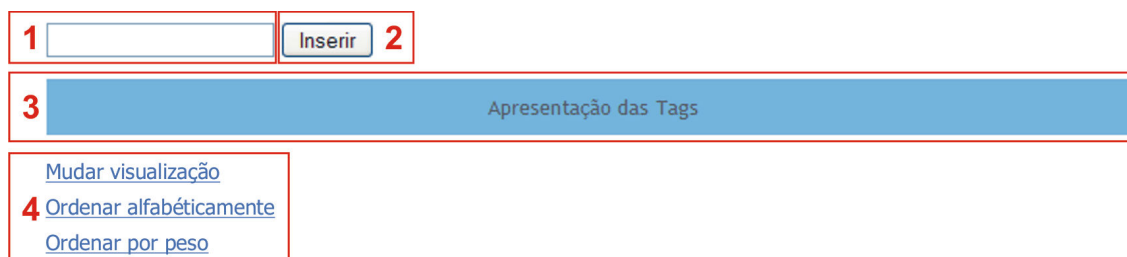 1 Inserir 2
3 Apresentação das Tags
Mudar visualização
4 Ordenar alfabéticamente
Ordenar por peso